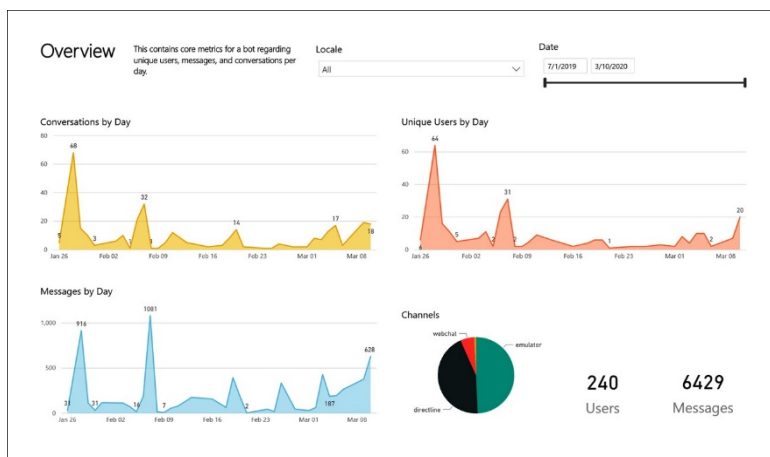 Overview
This contains core metrics for a bot regarding
unique users, messages, and conversations per
day.
Locale
All
Date
7/1/2019 3/10/2020
Conversations by Day
80
60
40
20
0
68
32
14
17
18
5
3
1
1
Jan 26 Feb 02 Feb 09 Feb 16 Feb 23 Mar 01 Mar 08
Unique Users by Day
60
40
20
0
64
31
20
6
5
2
2
1
2
Jan 26 Feb 02 Feb 09 Feb 16 Feb 23 Mar 01 Mar 08
Messages by Day
1,000
500
0
916
1081
628
31
31
16
7
2
187
Jan 26 Feb 02 Feb 09 Feb 16 Feb 23 Mar 01 Mar 08
Channels
webchat
emulator
directline
240
Users
6429
Messages